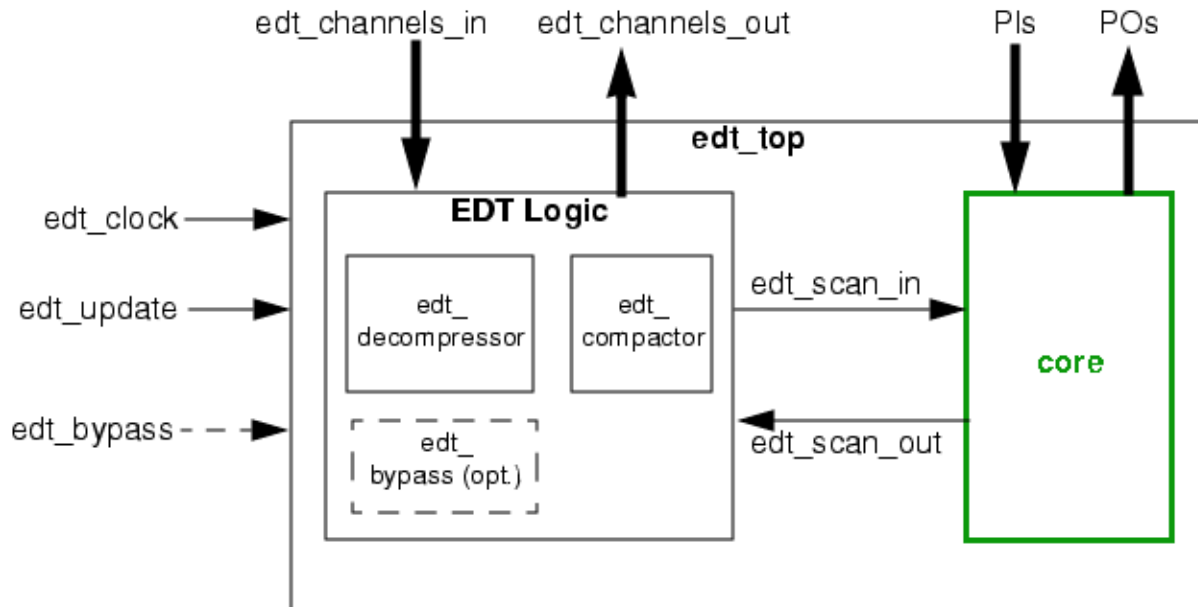 edt_channels_in
edt_channels_out
PIs
POs
edt_top
edt_clock
EDT Logic
edt_update
edt_
decompressor
edt_
compactor
edt_scan_in
core
edt_bypass
edt_
bypass (opt.)
edt_scan_out